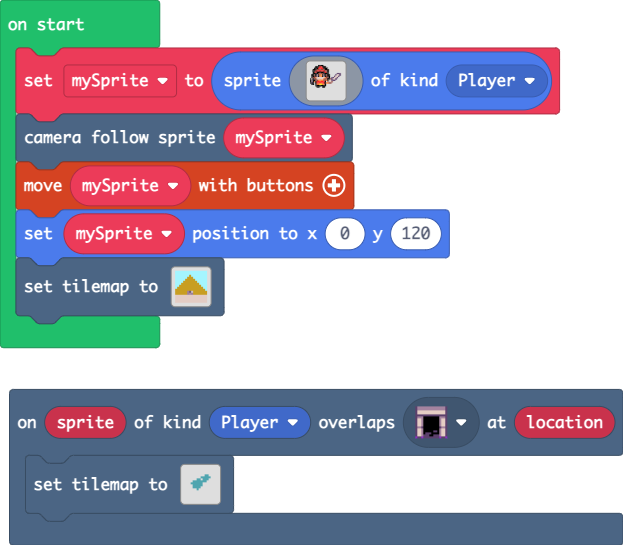 on start
set mySprite to sprite of kind Player
camera follow sprite mySprite
move mySprite with buttons
set mySprite position to x 0 y 120
set tilemap to
on sprite of kind Player overlaps at location
set tilemap to